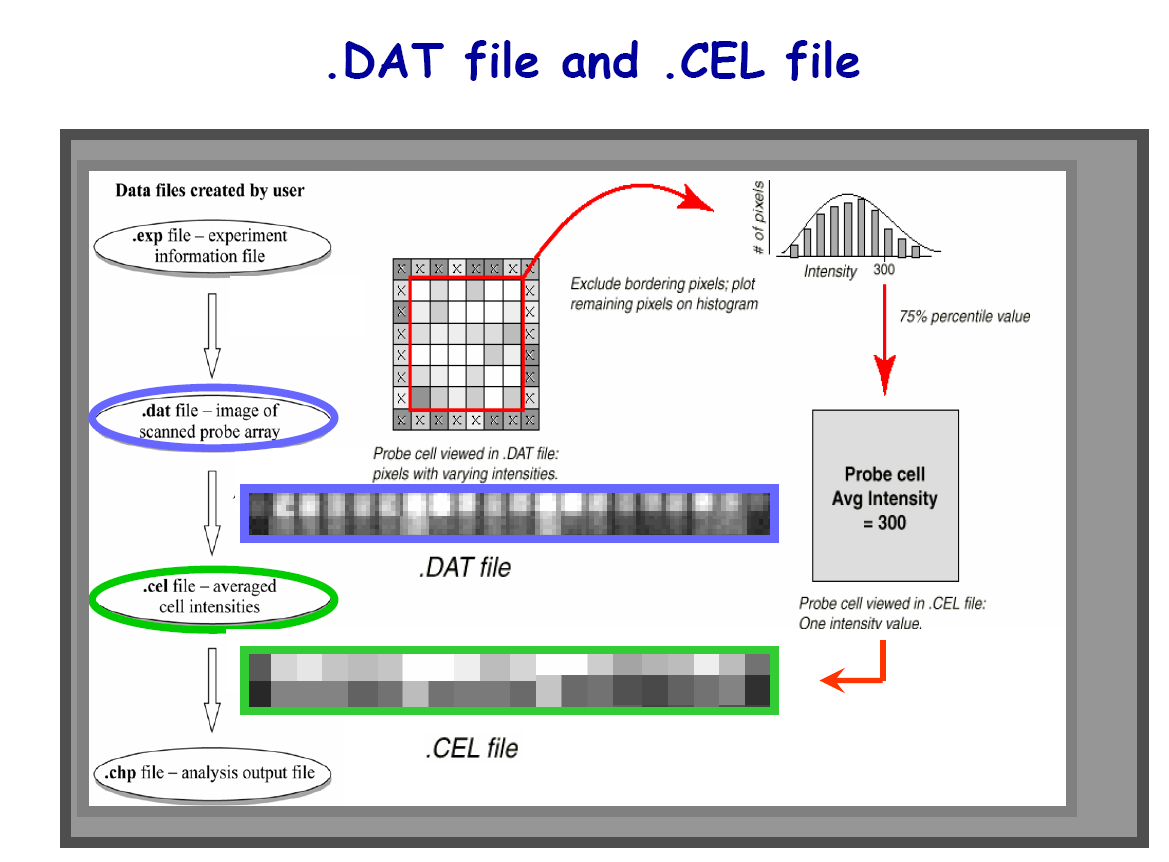 .DAT file and .CEL file
Data files created by user
.exp file – experiment
information file
.dat file – image of
scanned probe array
.cel file – averaged
cell intensities
.chp file – analysis output file
X X X X X X X X
X X
X X
X X
X X
X X
X X
X X X X X X X X
Probe cell viewed in .DAT file:
pixels with varying intensities.
Exclude bordering pixels; plot
remaining pixels on histogram
# of pixels
Intensity 300
75% percentile value
Probe cell
Avg Intensity
= 300
Probe cell viewed in .CEL file:
One intensity value.
.DAT file
.CEL file